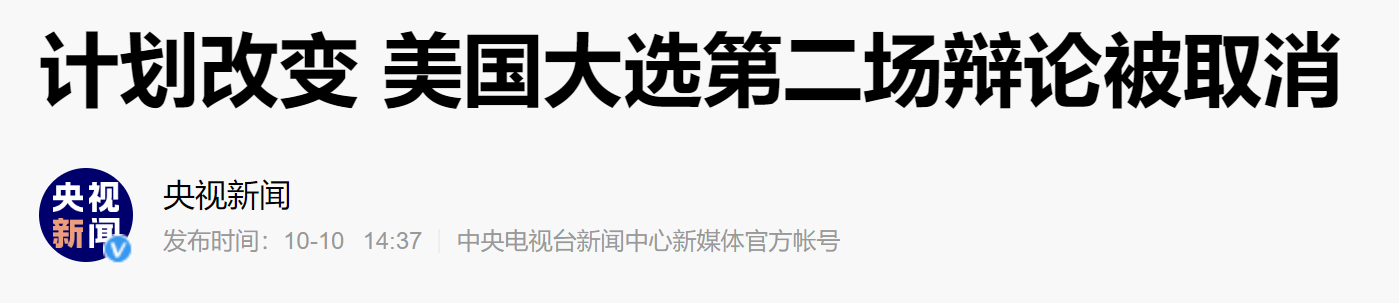 计划改变 美国大选第二场辩论被取消
央视
新闻
央视新闻
发布时间：10-10 14:37 中央电视台新闻中心新媒体官方帐号